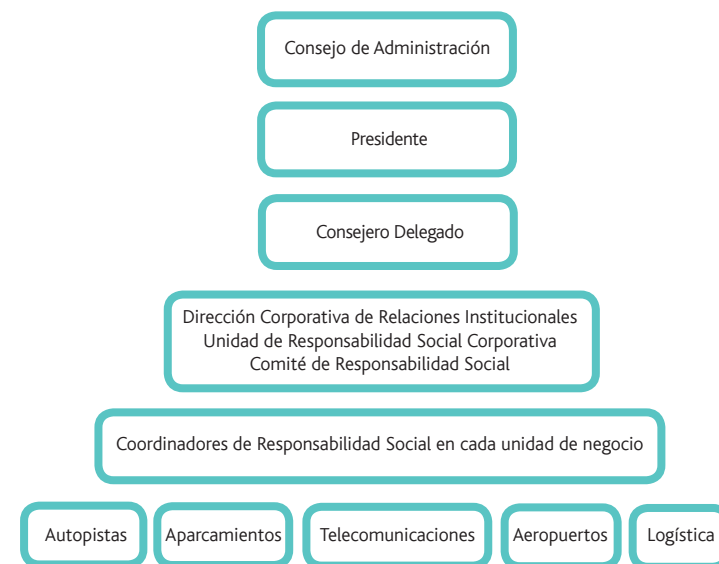 Consejo de Administración
Presidente
Consejero Delegado
Dirección Corporativa de Relaciones Institucionales
Unidad de Responsabilidad Social Corporativa
Comité de Responsabilidad Social
Coordinadores de Responsabilidad Social en cada unidad de negocio
Autopistas
Aparcamientos
Telecomunicaciones
Aeropuertos
Logística